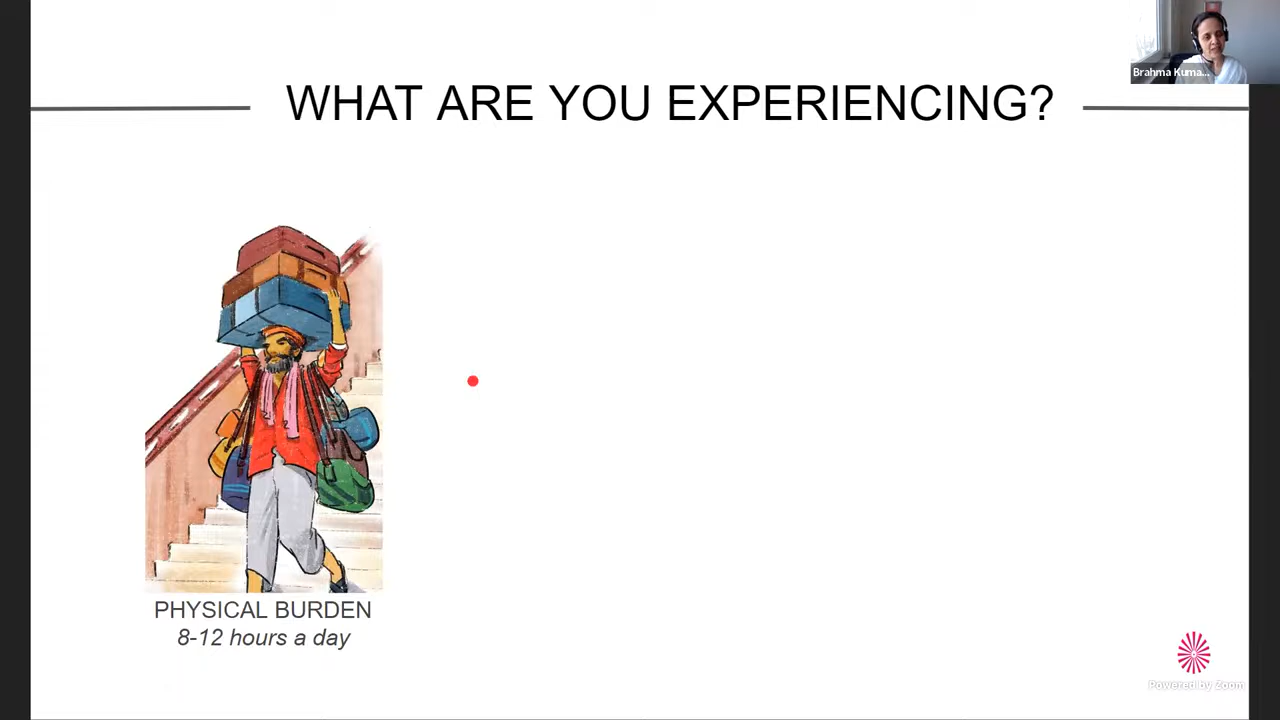 Brahma Kuma...
WHAT ARE YOU EXPERIENCING?
PHYSICAL BURDEN
8-12 hours a day
Powered by Zoom